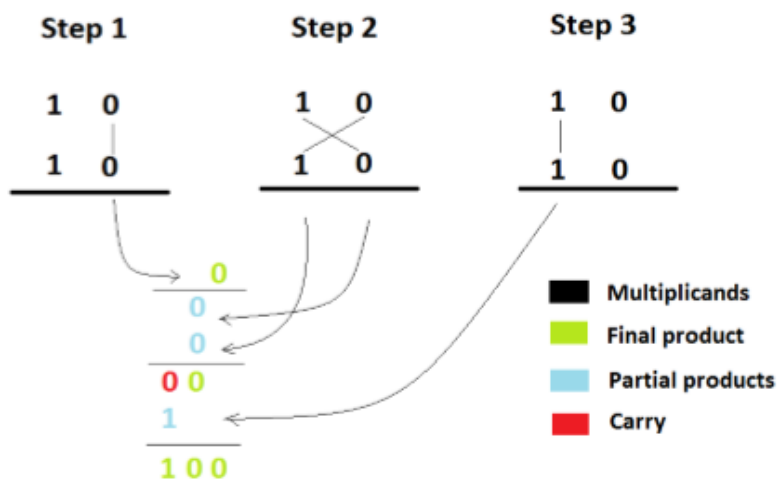 Step 1 Step 2 Step 3
1 0 1 0 1 0
1 0 1 0 1 0
0
0
0
0 0
1
1 0 0
Multiplicands
Final product
Partial products
Carry